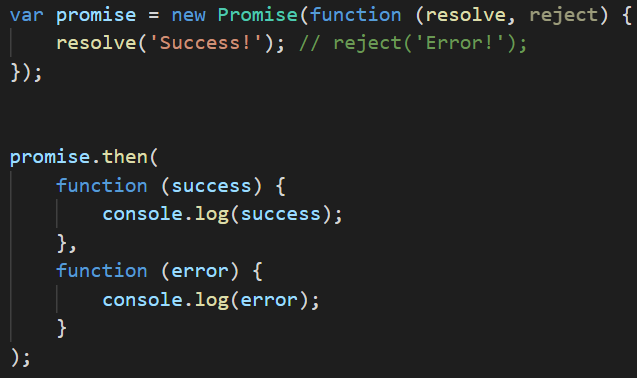 var promise = new Promise(function (resolve, reject) {
    resolve('Success!'); // reject('Error!');
});
promise.then(
    function (success) {
        console.log(success);
    },
    function (error) {
        console.log(error);
    }
);